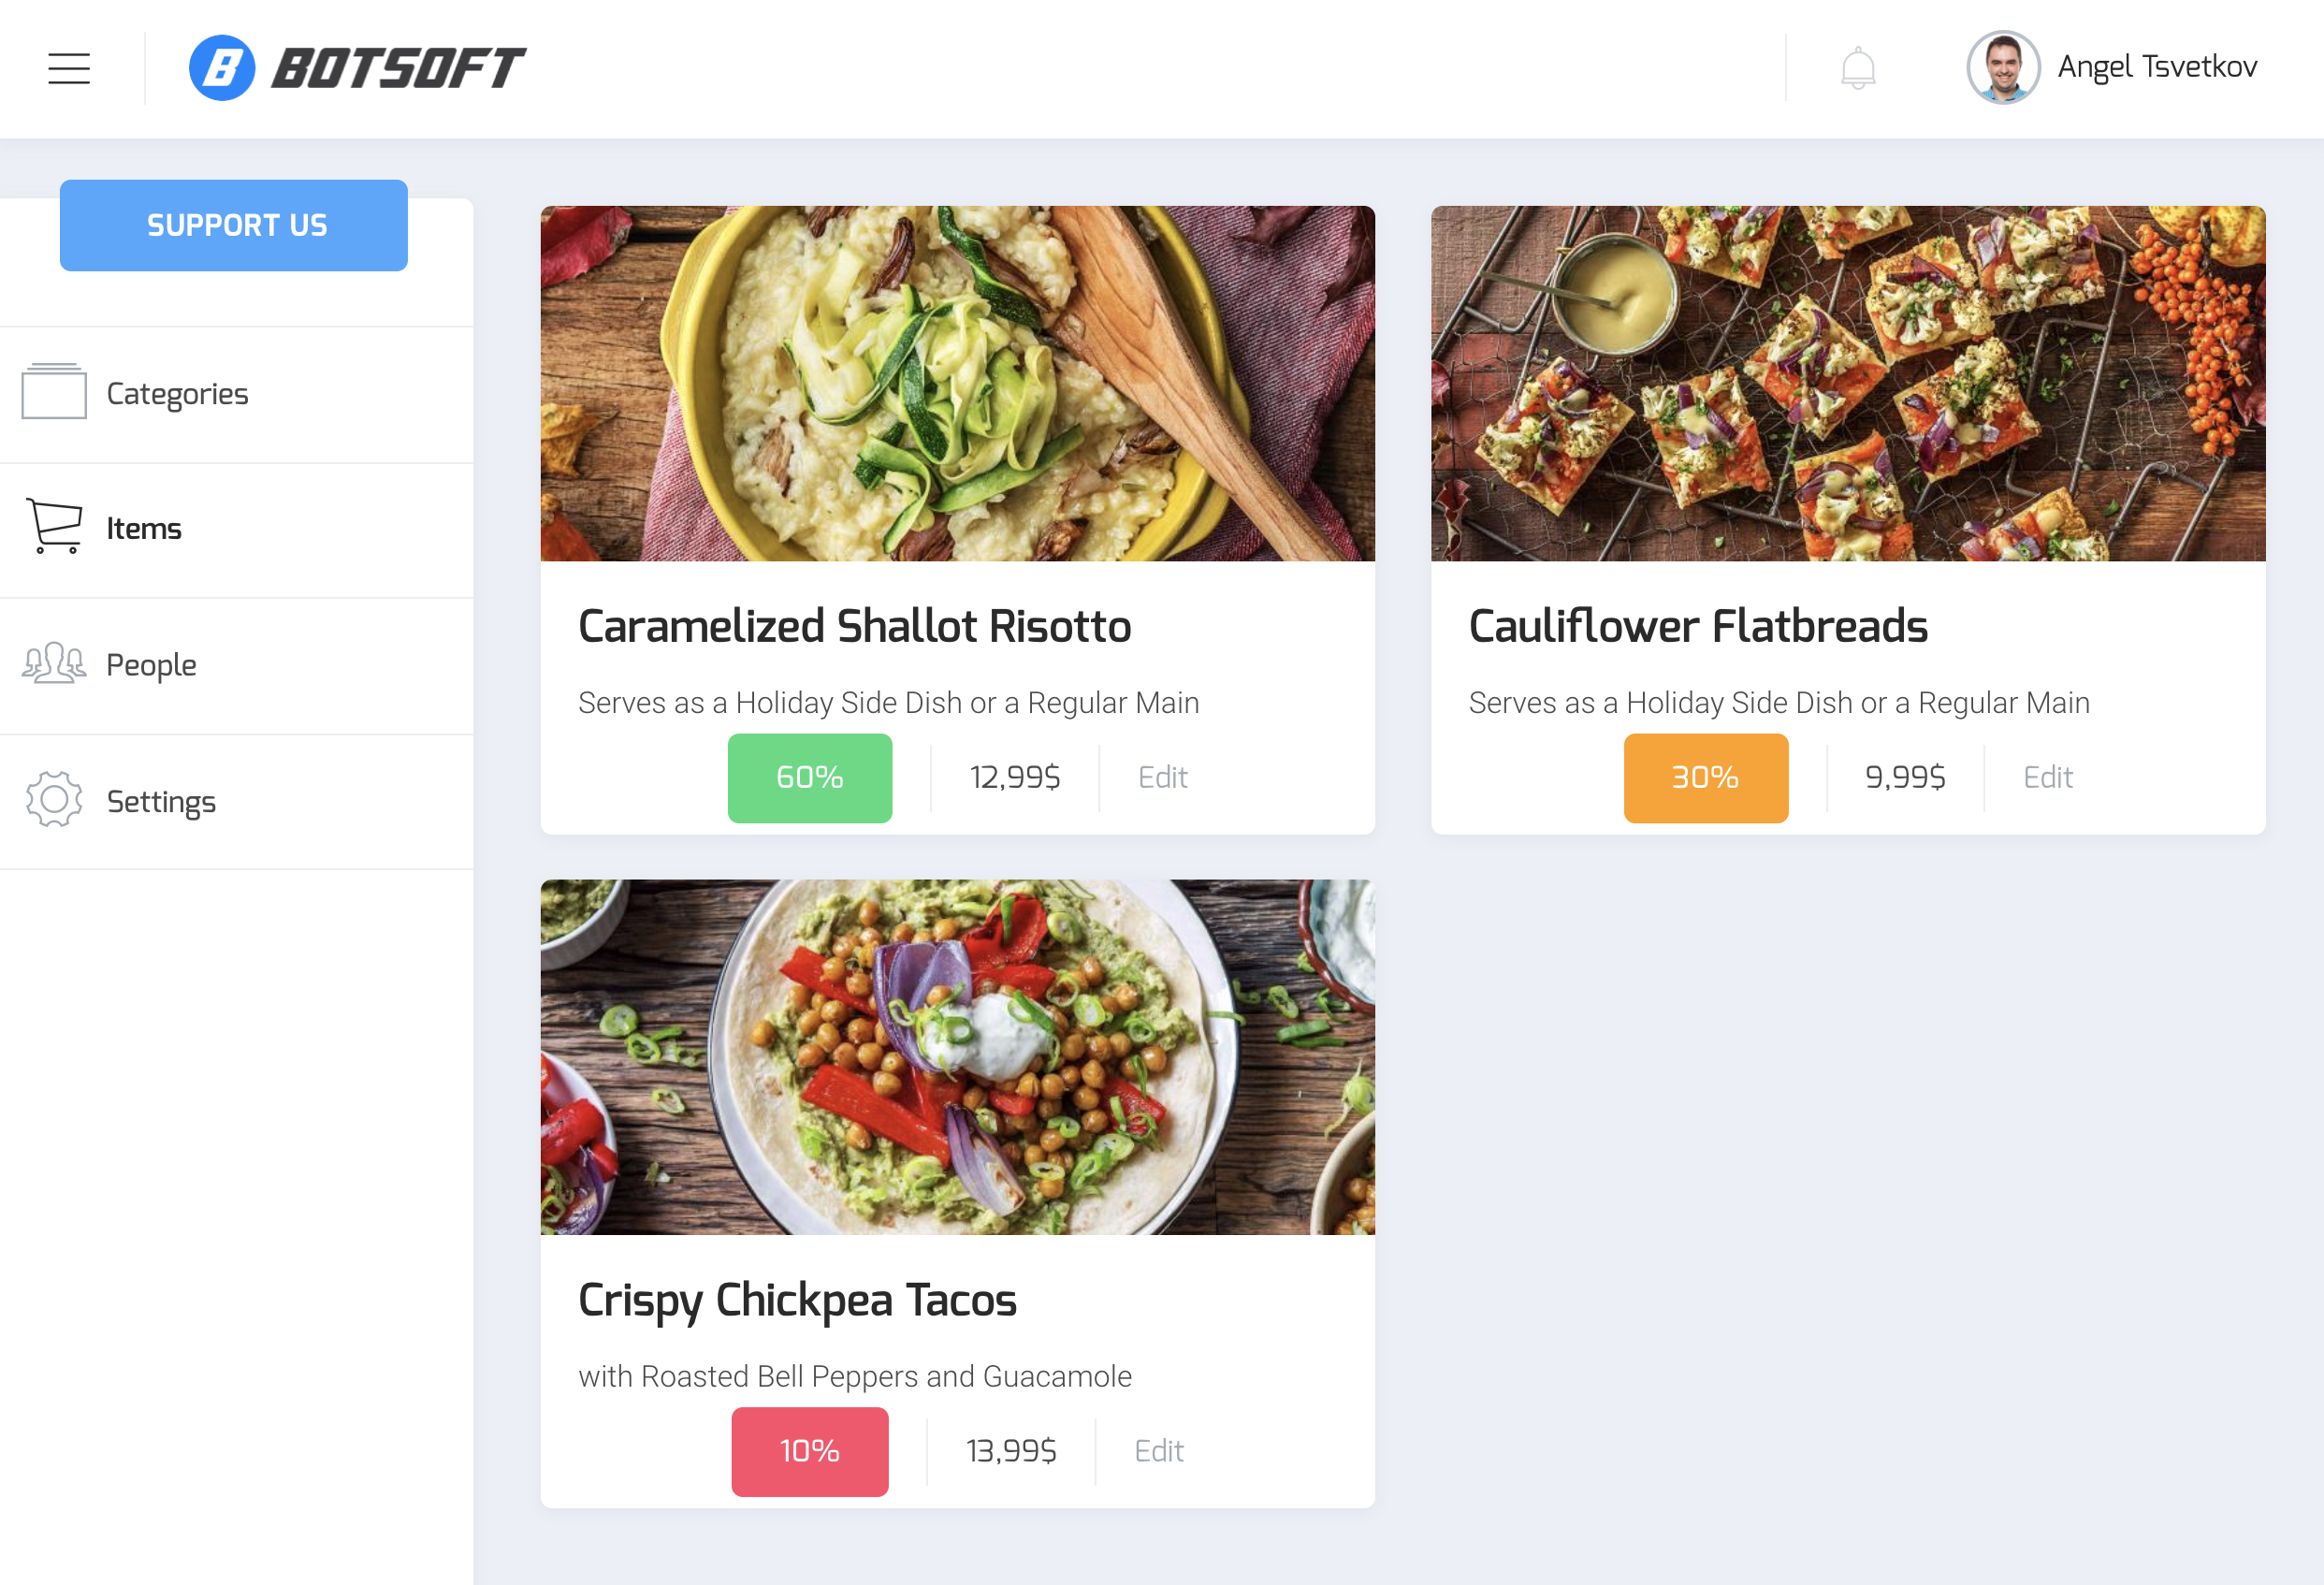 B BOTSOFT
Angel Tsvetkov
SUPPORT US
Categories
Items
People
Settings
Caramelized Shallot Risotto
Serves as a Holiday Side Dish or a Regular Main
60% 12,99$ Edit
Cauliflower Flatbreads
Serves as a Holiday Side Dish or a Regular Main
30% 9,99$ Edit
Crispy Chickpea Tacos
with Roasted Bell Peppers and Guacamole
10% 13,99$ Edit